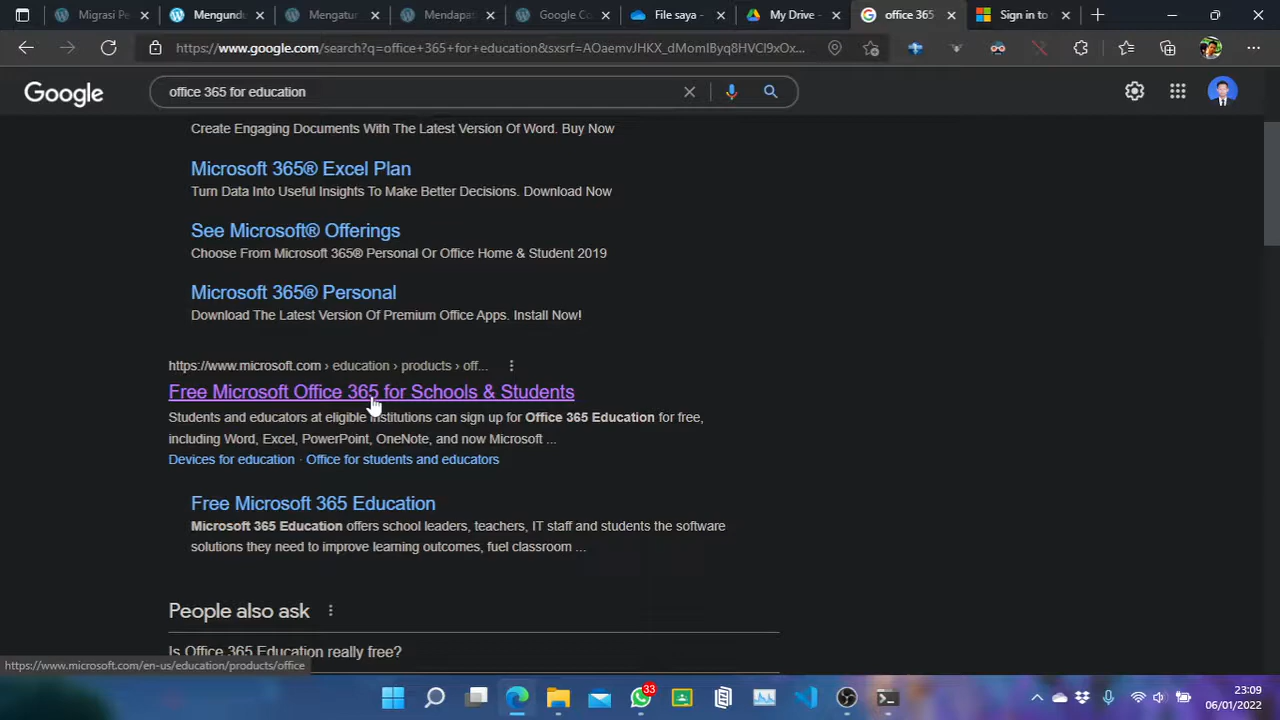 Migrasi Pe
Mengund
Mengatur
Mendapat
Google Co
File saya -
My Drive -
office 365
Sign in to
https://www.google.com/search?q=office+365+for+education&sxsrf=AOaemvJHKX_dMomIByq8HVCl9xOx...
Google
office 365 for education
Create Engaging Documents With The Latest Version Of Word. Buy Now
Microsoft 365® Excel Plan
Turn Data Into Useful Insights To Make Better Decisions. Download Now
See Microsoft® Offerings
Choose From Microsoft 365® Personal Or Office Home & Student 2019
Microsoft 365® Personal
Download The Latest Version Of Premium Office Apps. Install Now!
https://www.microsoft.com › education › products › off...
Free Microsoft Office 365 for Schools & Students
Students and educators at eligible institutions can sign up for Office 365 Education for free,
including Word, Excel, PowerPoint, OneNote, and now Microsoft ...
Devices for education · Office for students and educators
Free Microsoft 365 Education
Microsoft 365 Education offers school leaders, teachers, IT staff and students the software
solutions they need to improve learning outcomes, fuel classroom ...
People also ask
Is Office 365 Education really free?
https://www.microsoft.com/en-us/education/products/office
33
23:09
06/01/2022